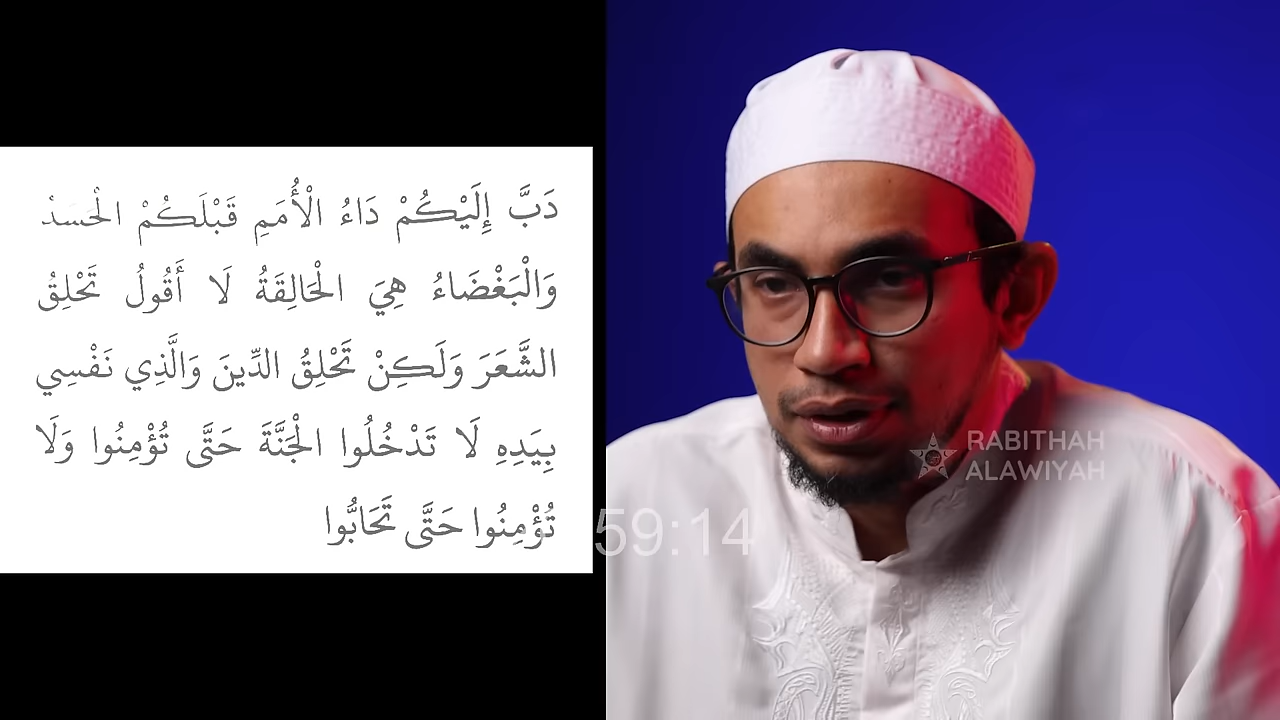 دَبَّ إِلَيْكُمْ دَاءُ الْأُمَمِ قَبْلَكُمْ الْحَسَدُ
وَالْبَغْضَاءُ هِيَ الْحَالِقَةُ لَا أَقُولُ تَحْلِقُ
الشَّعَرَ وَلَكِنْ تَحْلِقُ الدِّينَ وَالَّذِي نَفْسِي
بِيَدِهِ لَا تَدْخُلُوا الْجَنَّةَ حَتَّى تُؤْمِنُوا وَلَا
تُؤْمِنُوا حَتَّى تَحَابُّوا
RABITHAH
ALAWIYAH
59:14